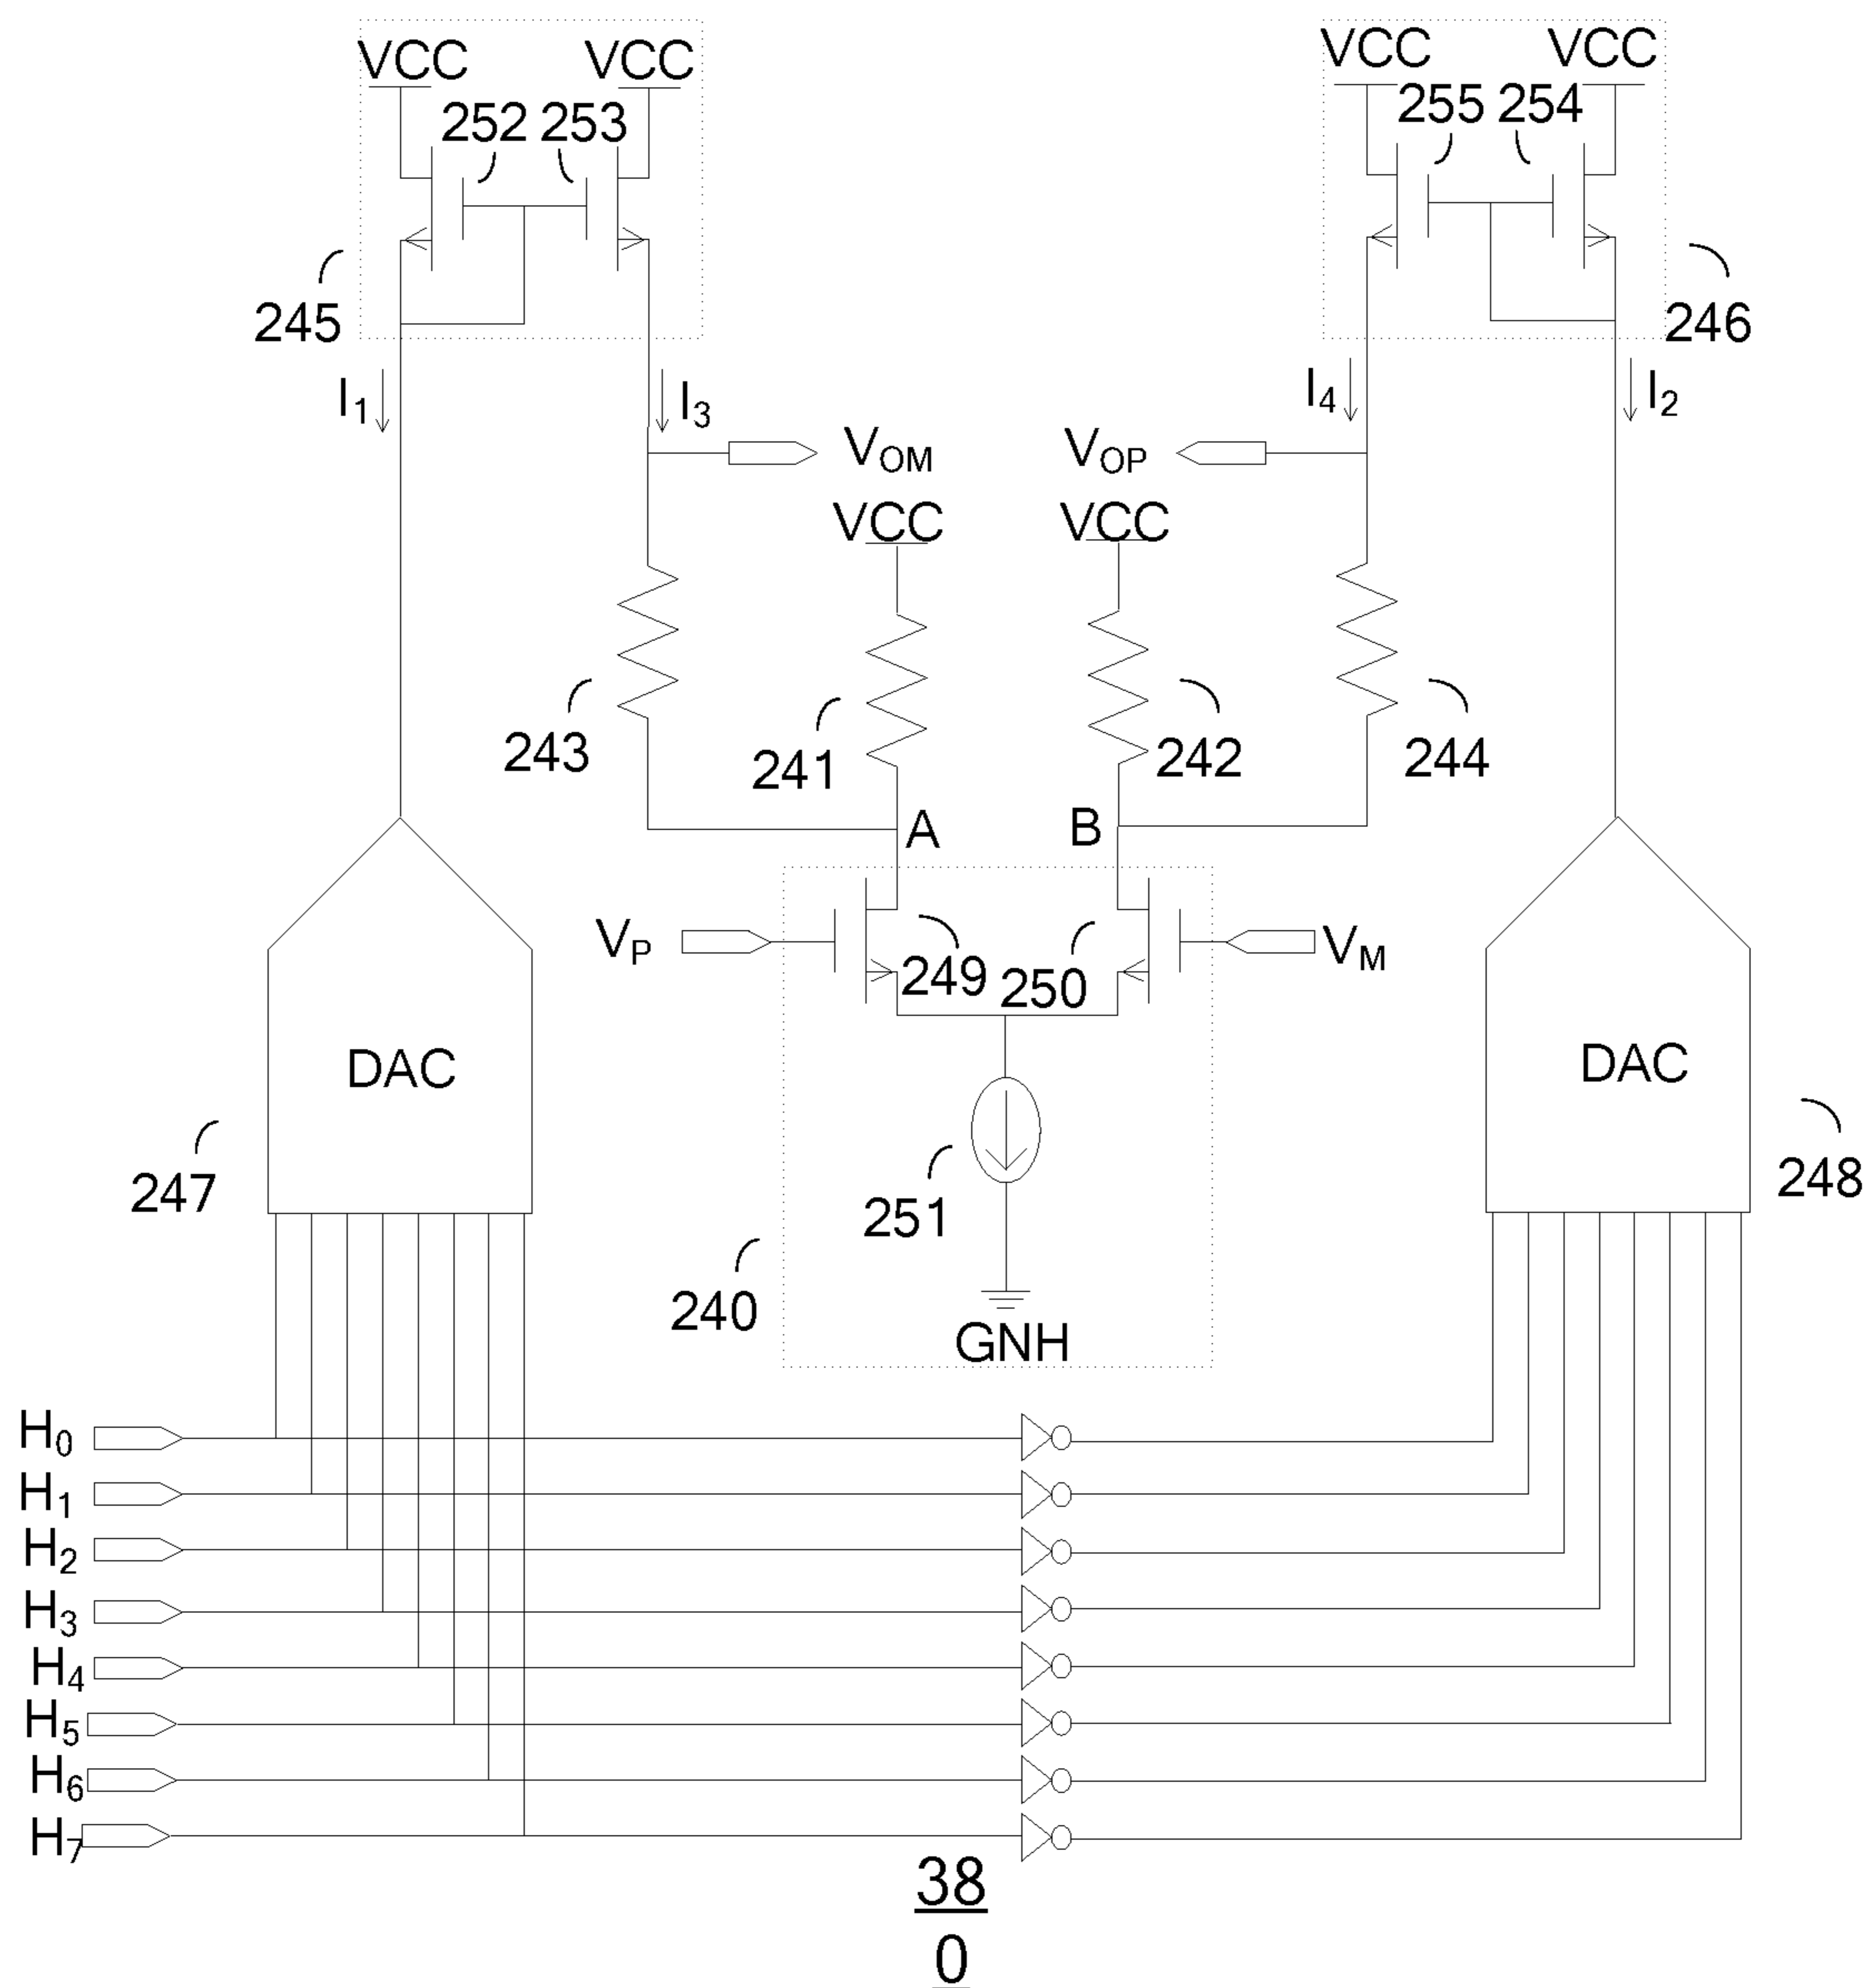 VCC VCC VCC VCC
252 253 255 254
245 246
I1 I3 I4 I2
VOM VOP
VCC VCC
243 241 242 244
A B
VP 249 250 VM
DAC DAC
247 251 248
240
GNH
H0
H1
H2
H3
H4
H5
H6
H7
38
0